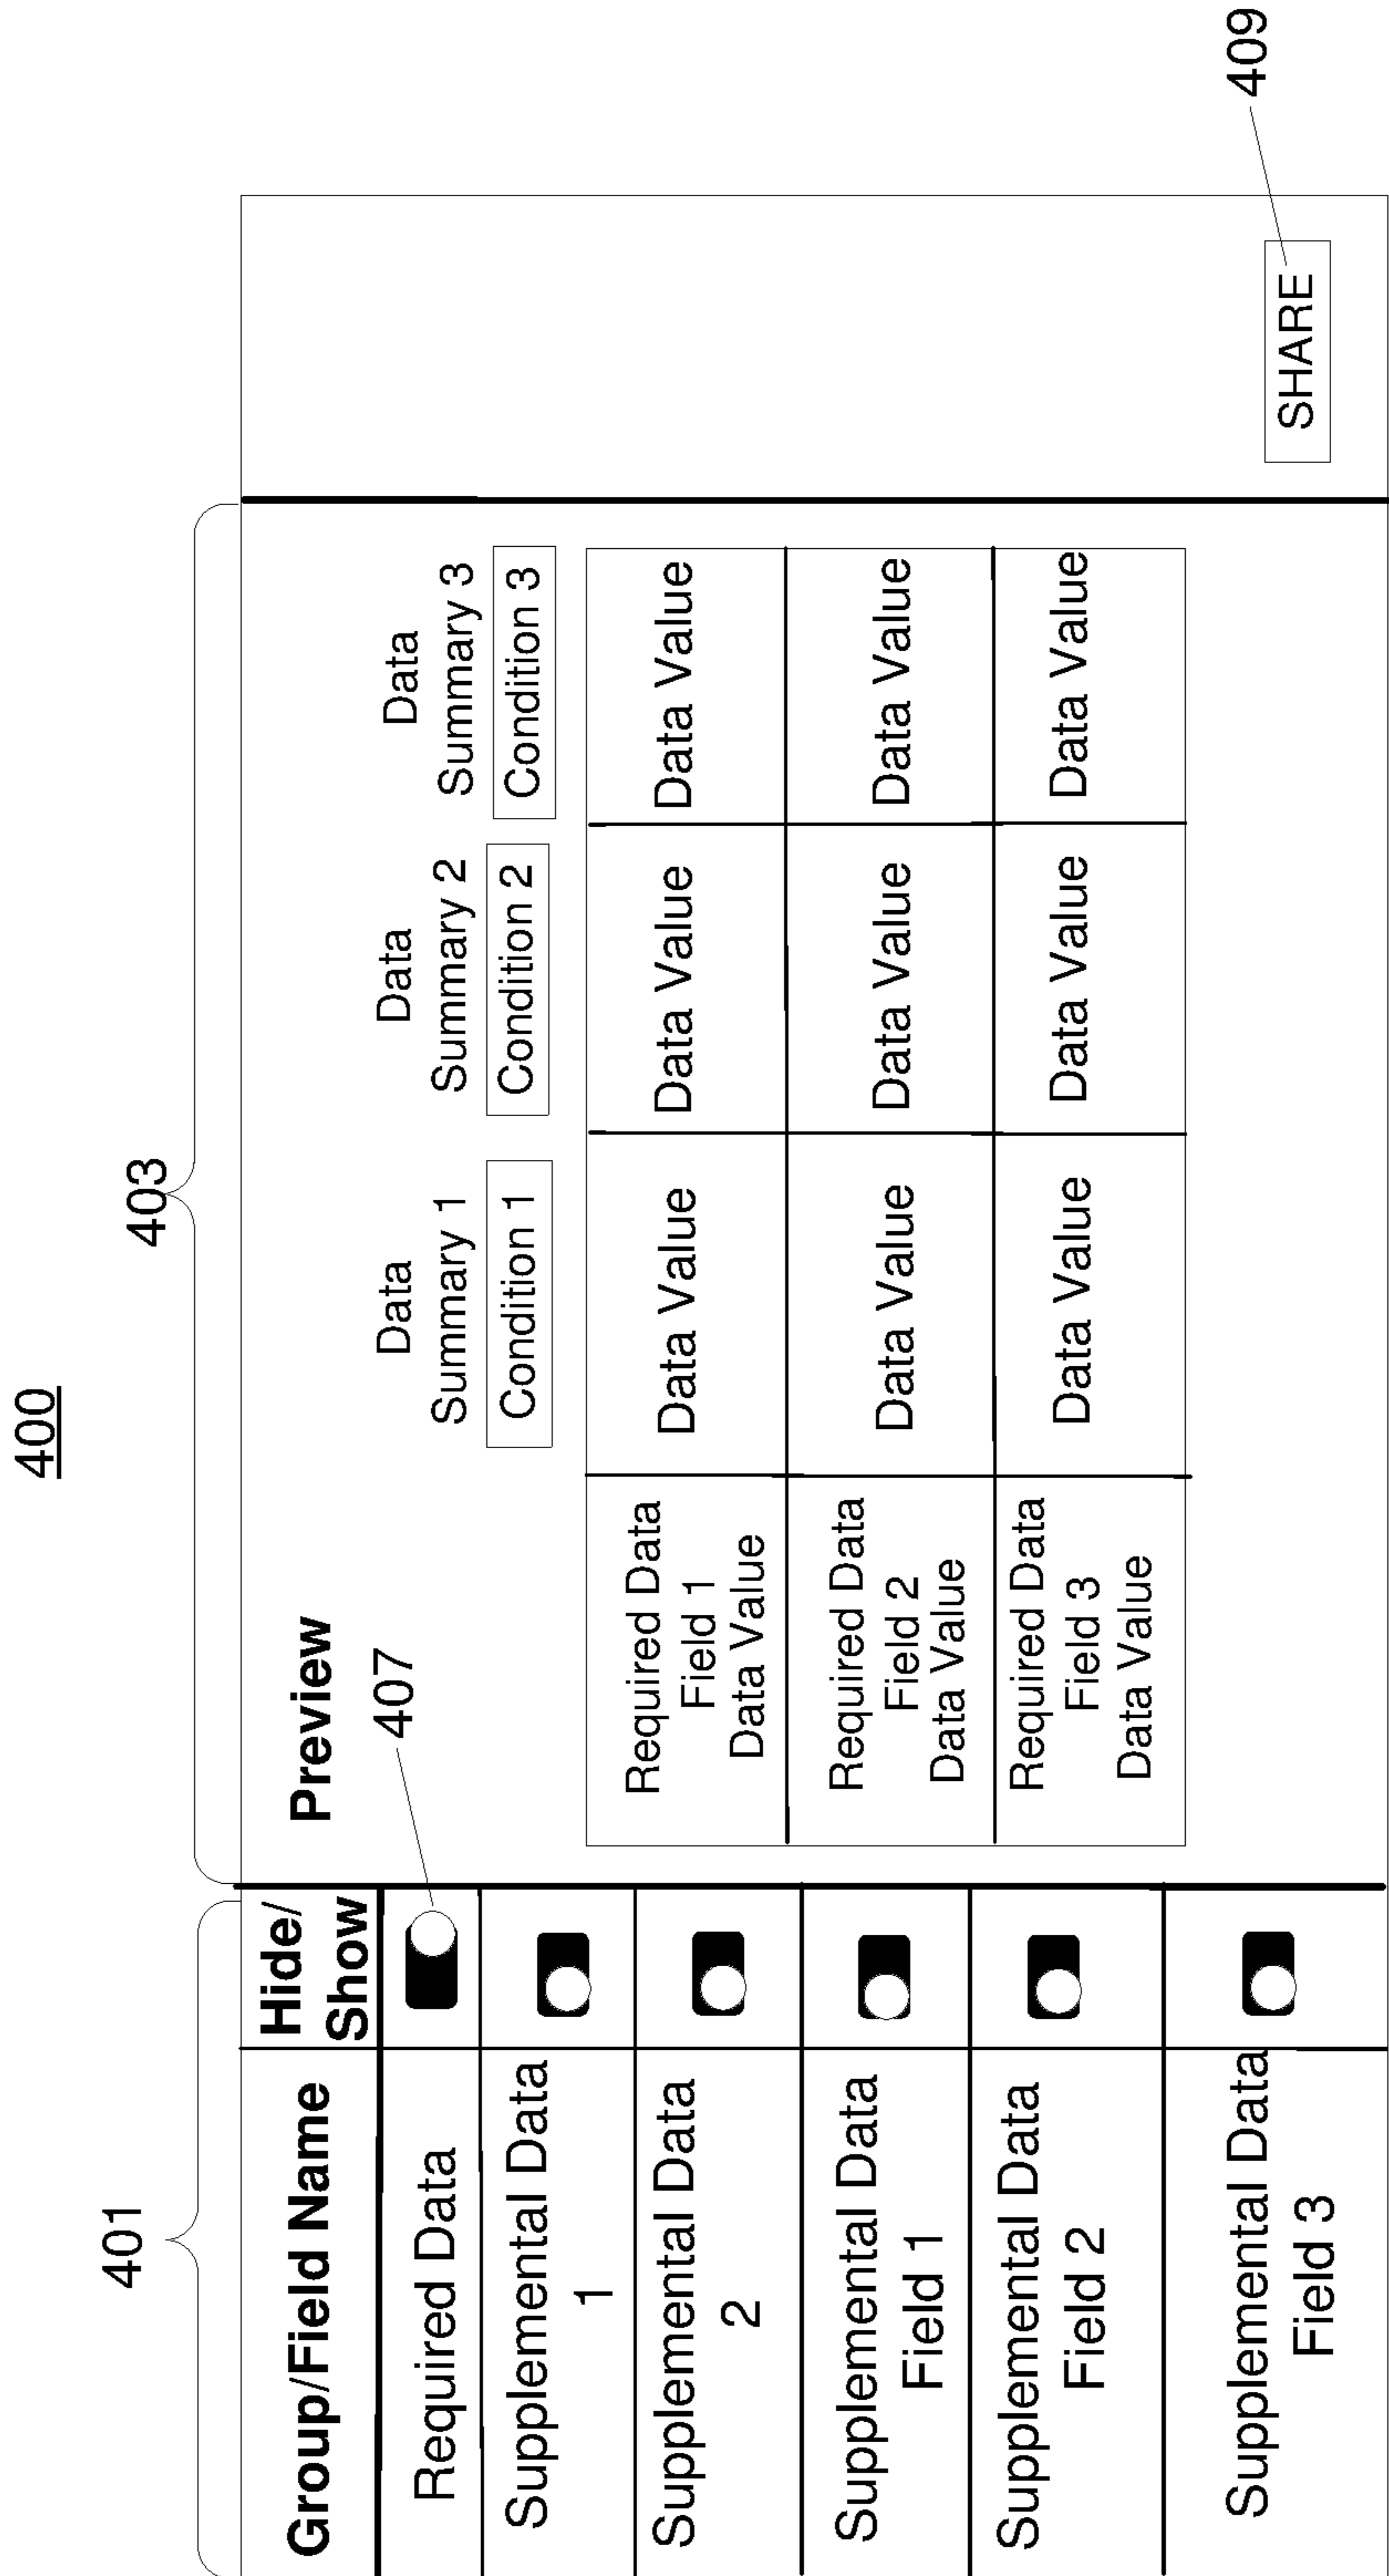 400
401
403
Group/Field Name
Hide/
Show
Required Data
Supplemental Data
1
Supplemental Data
2
Supplemental Data
Field 1
Supplemental Data
Field 2
Supplemental Data
Field 3
Preview
407
Data
Summary 1
Condition 1
Data
Summary 2
Condition 2
Data
Summary 3
Condition 3
Required Data
Field 1
Data Value
Data Value
Data Value
Data Value
Required Data
Field 2
Data Value
Data Value
Data Value
Data Value
Required Data
Field 3
Data Value
Data Value
Data Value
Data Value
SHARE
409